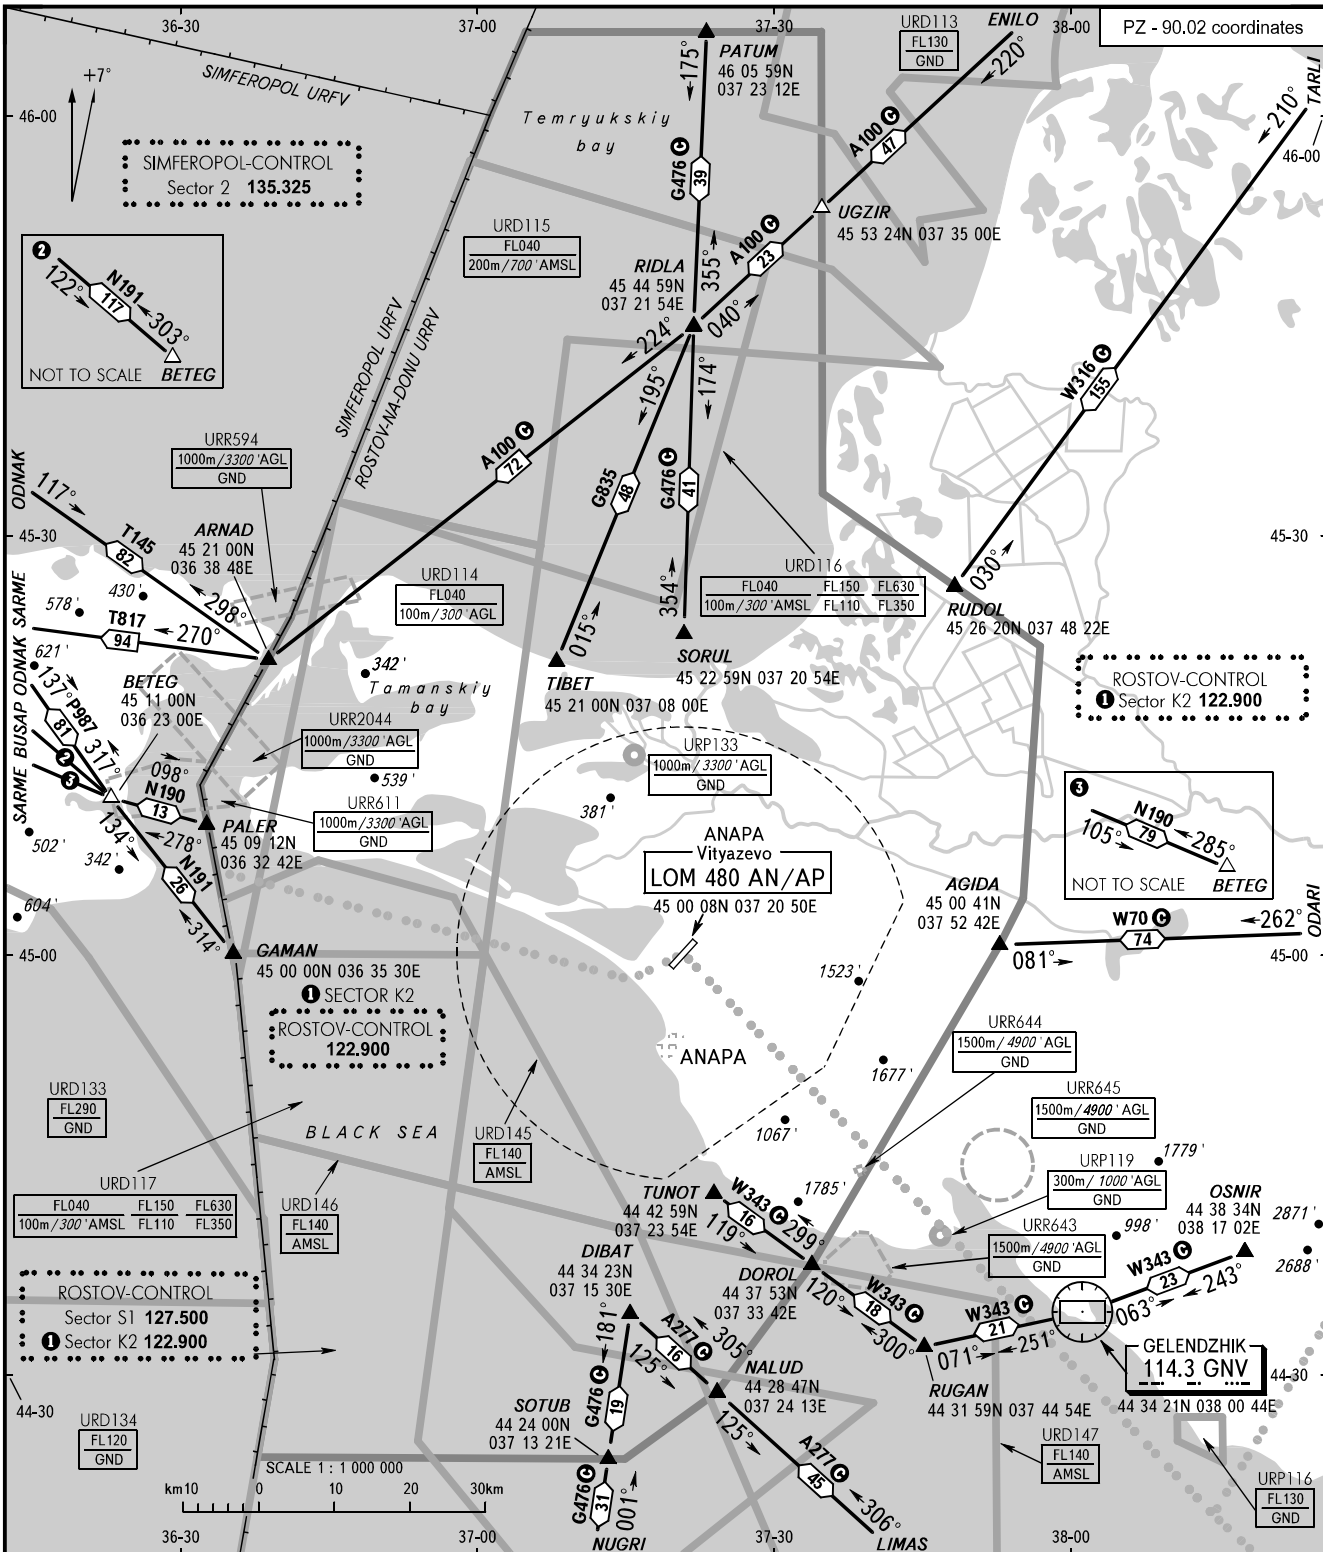 36-30
37-00
37-30
38-00
PZ - 90.02 coordinates
URD113
FL130
GND
ENILO
220°
+7°
SIMFEROPOL URFV
46-00
175°
PATUM
46 05 59N
037 23 12E
TARLI
210°
46-00
Temryukskiy
bay
A100 C
47
G476 C
39
SIMFEROPOL-CONTROL
Sector 2 135.325
UGZIR
45 53 24N 037 35 00E
URD115
FL040
200m/700'AMSL
A100 C
23
RIDLA
45 44 59N
037 21 54E
355°
040°
2
122°
N191
117
303°
NOT TO SCALE
BETEG
SIMFEROPOL URFV
ROSTOV-NA-DONU URRV
224°
195°
174°
W316 C
155
URR594
1000m/3300'AGL
GND
A100 C
72
G835
48
G476 C
41
ODNAK
117°
T145
82
ARNAD
45 21 00N
036 38 48E
45-30
45-30
URD116
FL040
100m/300'AMSL
FL150
FL110
FL630
FL350
URD114
FL040
100m/300'AGL
030°
RUDOL
45 26 20N 037 48 22E
430'
578'
298°
SARME
T817
94
270°
354°
015°
SORUL
45 22 59N 037 20 54E
TIBET
45 21 00N 037 08 00E
342'
Tamanskiy
bay
ROSTOV-CONTROL
1 Sector K2 122.900
621'
137°
P987
81
317°
BETEG
45 11 00N
036 23 00E
SARME BUSAP ODNAK
2
3
098°
N190
13
278°
URR2044
1000m/3300'AGL
GND
539'
URR611
1000m/3300'AGL
GND
URP133
1000m/3300'AGL
GND
381'
3
N190
105°
79
285°
NOT TO SCALE
BETEG
PALER
45 09 12N
036 32 42E
502'
342'
134°
N191
26
314°
604'
ANAPA
Vityazevo
LOM 480 AN/AP
45 00 08N 037 20 50E
AGIDA
45 00 41N
037 52 42E
W70 C
74
262°
ODARI
081°
45-00
45-00
GAMAN
45 00 00N 036 35 30E
1 SECTOR K2
ROSTOV-CONTROL
122.900
1523'
URR644
1500m/4900'AGL
GND
ANAPA
1677'
URR645
1500m/4900'AGL
GND
URD133
FL290
GND
BLACK SEA
URD145
FL140
AMSL
1067'
1779'
URP119
300m/1000'AGL
GND
URD117
FL040
100m/300'AMSL
FL150
FL110
FL630
FL350
URD146
FL140
AMSL
TUNOT
44 42 59N
037 23 54E
W343 C
16
119°
299°
1785'
998'
OSNIR
44 38 34N
038 17 02E
2871'
2688'
URR643
1500m/4900'AGL
GND
DIBAT
44 34 23N
037 15 30E
DOROL
44 37 53N
037 33 42E
W343 C
23
063°
243°
ROSTOV-CONTROL
Sector S1 127.500
1 Sector K2 122.900
181°
A277 C
16
305°
125°
120°
W343 C
18
300°
W343 C
21
071°
251°
GELENDZHIK
114.3 GNV
44 34 21N 038 00 44E
44-30
44-30
RUGAN
44 31 59N 037 44 54E
NALUD
44 28 47N
037 24 13E
G476 C
19
SOTUB
44 24 00N
037 13 21E
URD134
FL120
GND
125°
URD147
FL140
AMSL
SCALE 1 : 1 000 000
km10
0
10
20
30km
G476 C
31
001°
A277 C
45
306°
URP116
FL130
GND
36-30
37-00
NUGRI
37-30
LIMAS
38-00